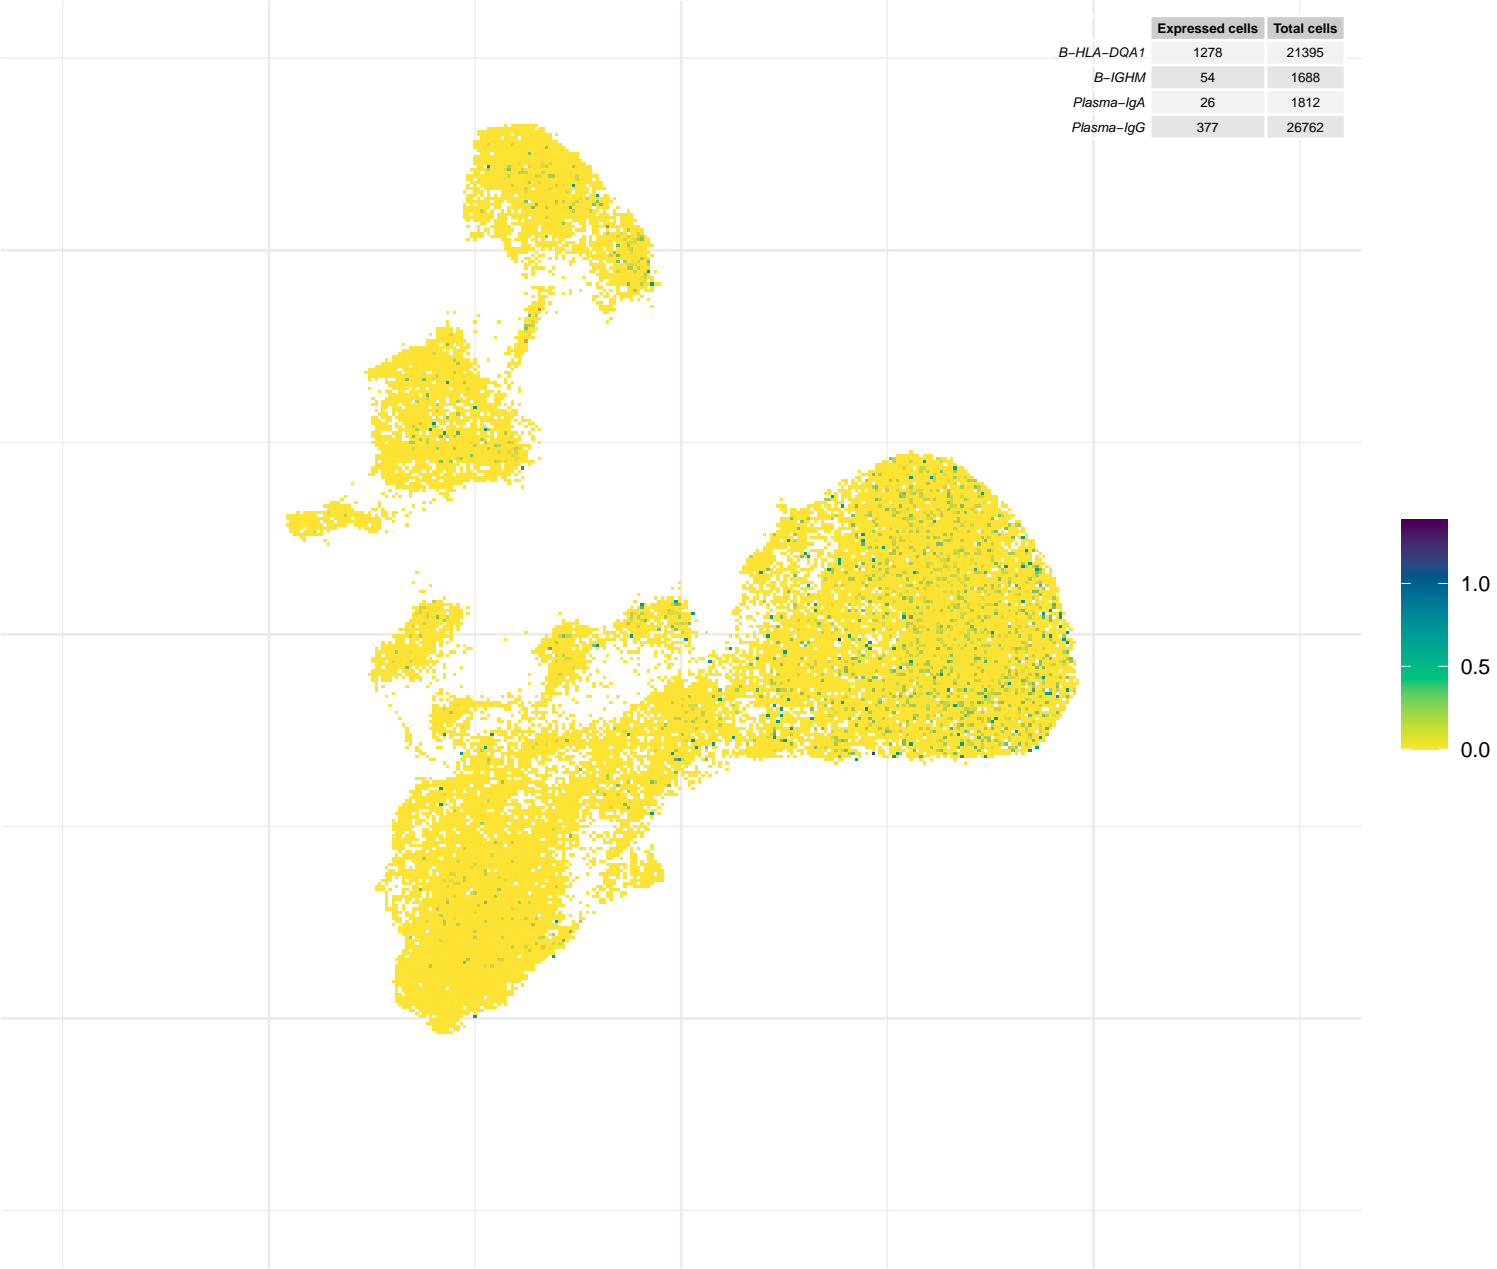 Expressed cells Total cells
B−HLA−DQA1 1278 21395
B−IGHM 54 1688
Plasma−IgA 26 1812
Plasma−IgG 377 26762
1.0
0.5
0.0